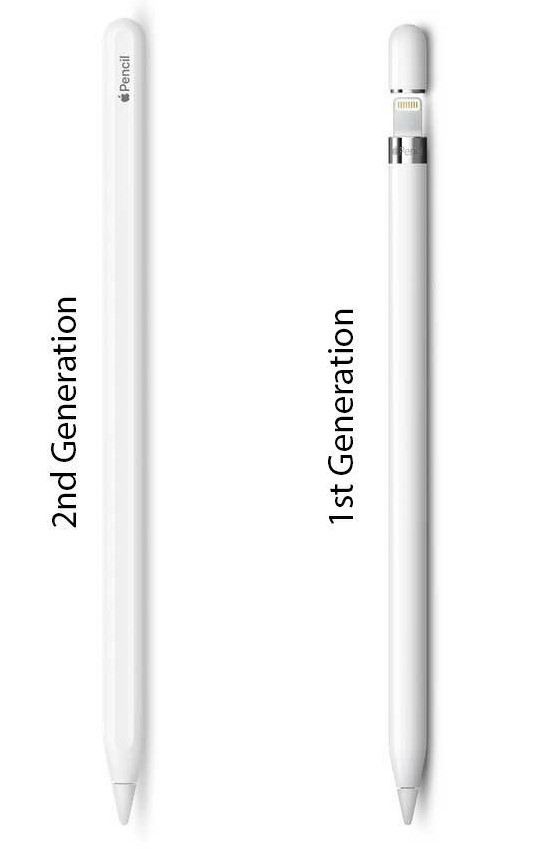 Pencil
2nd Generation
1st Generation